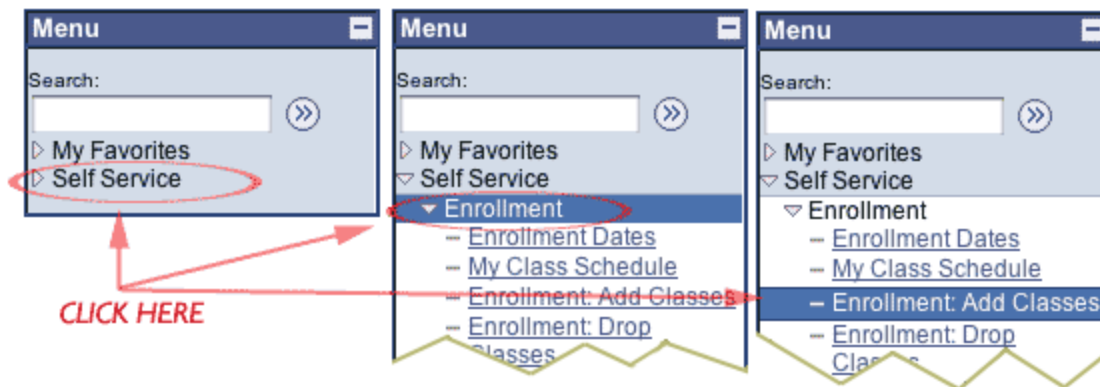 Menu
Search:
My Favorites
Self Service
CLICK HERE
Menu
Search:
My Favorites
Self Service
Enrollment
Enrollment Dates
My Class Schedule
Enrollment: Add Classes
Enrollment: Drop
Classes
Menu
Search:
My Favorites
Self Service
Enrollment
Enrollment Dates
My Class Schedule
Enrollment: Add Classes
Enrollment: Drop
Classes